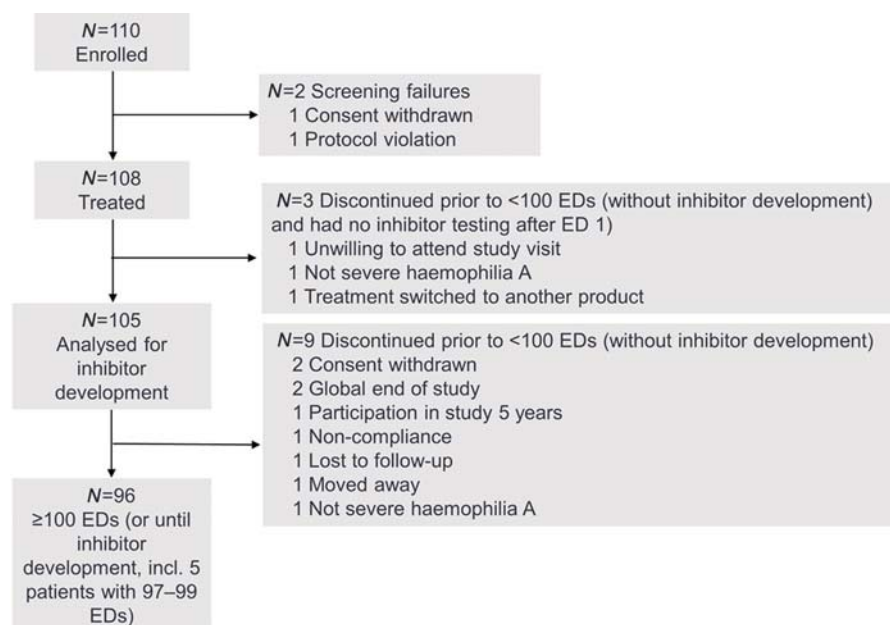 N=110
Enrolled
N=2 Screening failures
1 Consent withdrawn
1 Protocol violation
N=108
Treated
N=3 Discontinued prior to <100 EDs (without inhibitor development)
and had no inhibitor testing after ED 1)
1 Unwilling to attend study visit
1 Not severe haemophilia A
1 Treatment switched to another product
N=105
Analysed for
inhibitor
development
N=9 Discontinued prior to <100 EDs (without inhibitor development)
2 Consent withdrawn
2 Global end of study
1 Participation in study 5 years
1 Non-compliance
1 Lost to follow-up
1 Moved away
1 Not severe haemophilia A
N=96
≥100 EDs (or until
inhibitor
development, incl. 5
patients with 97–99
EDs)